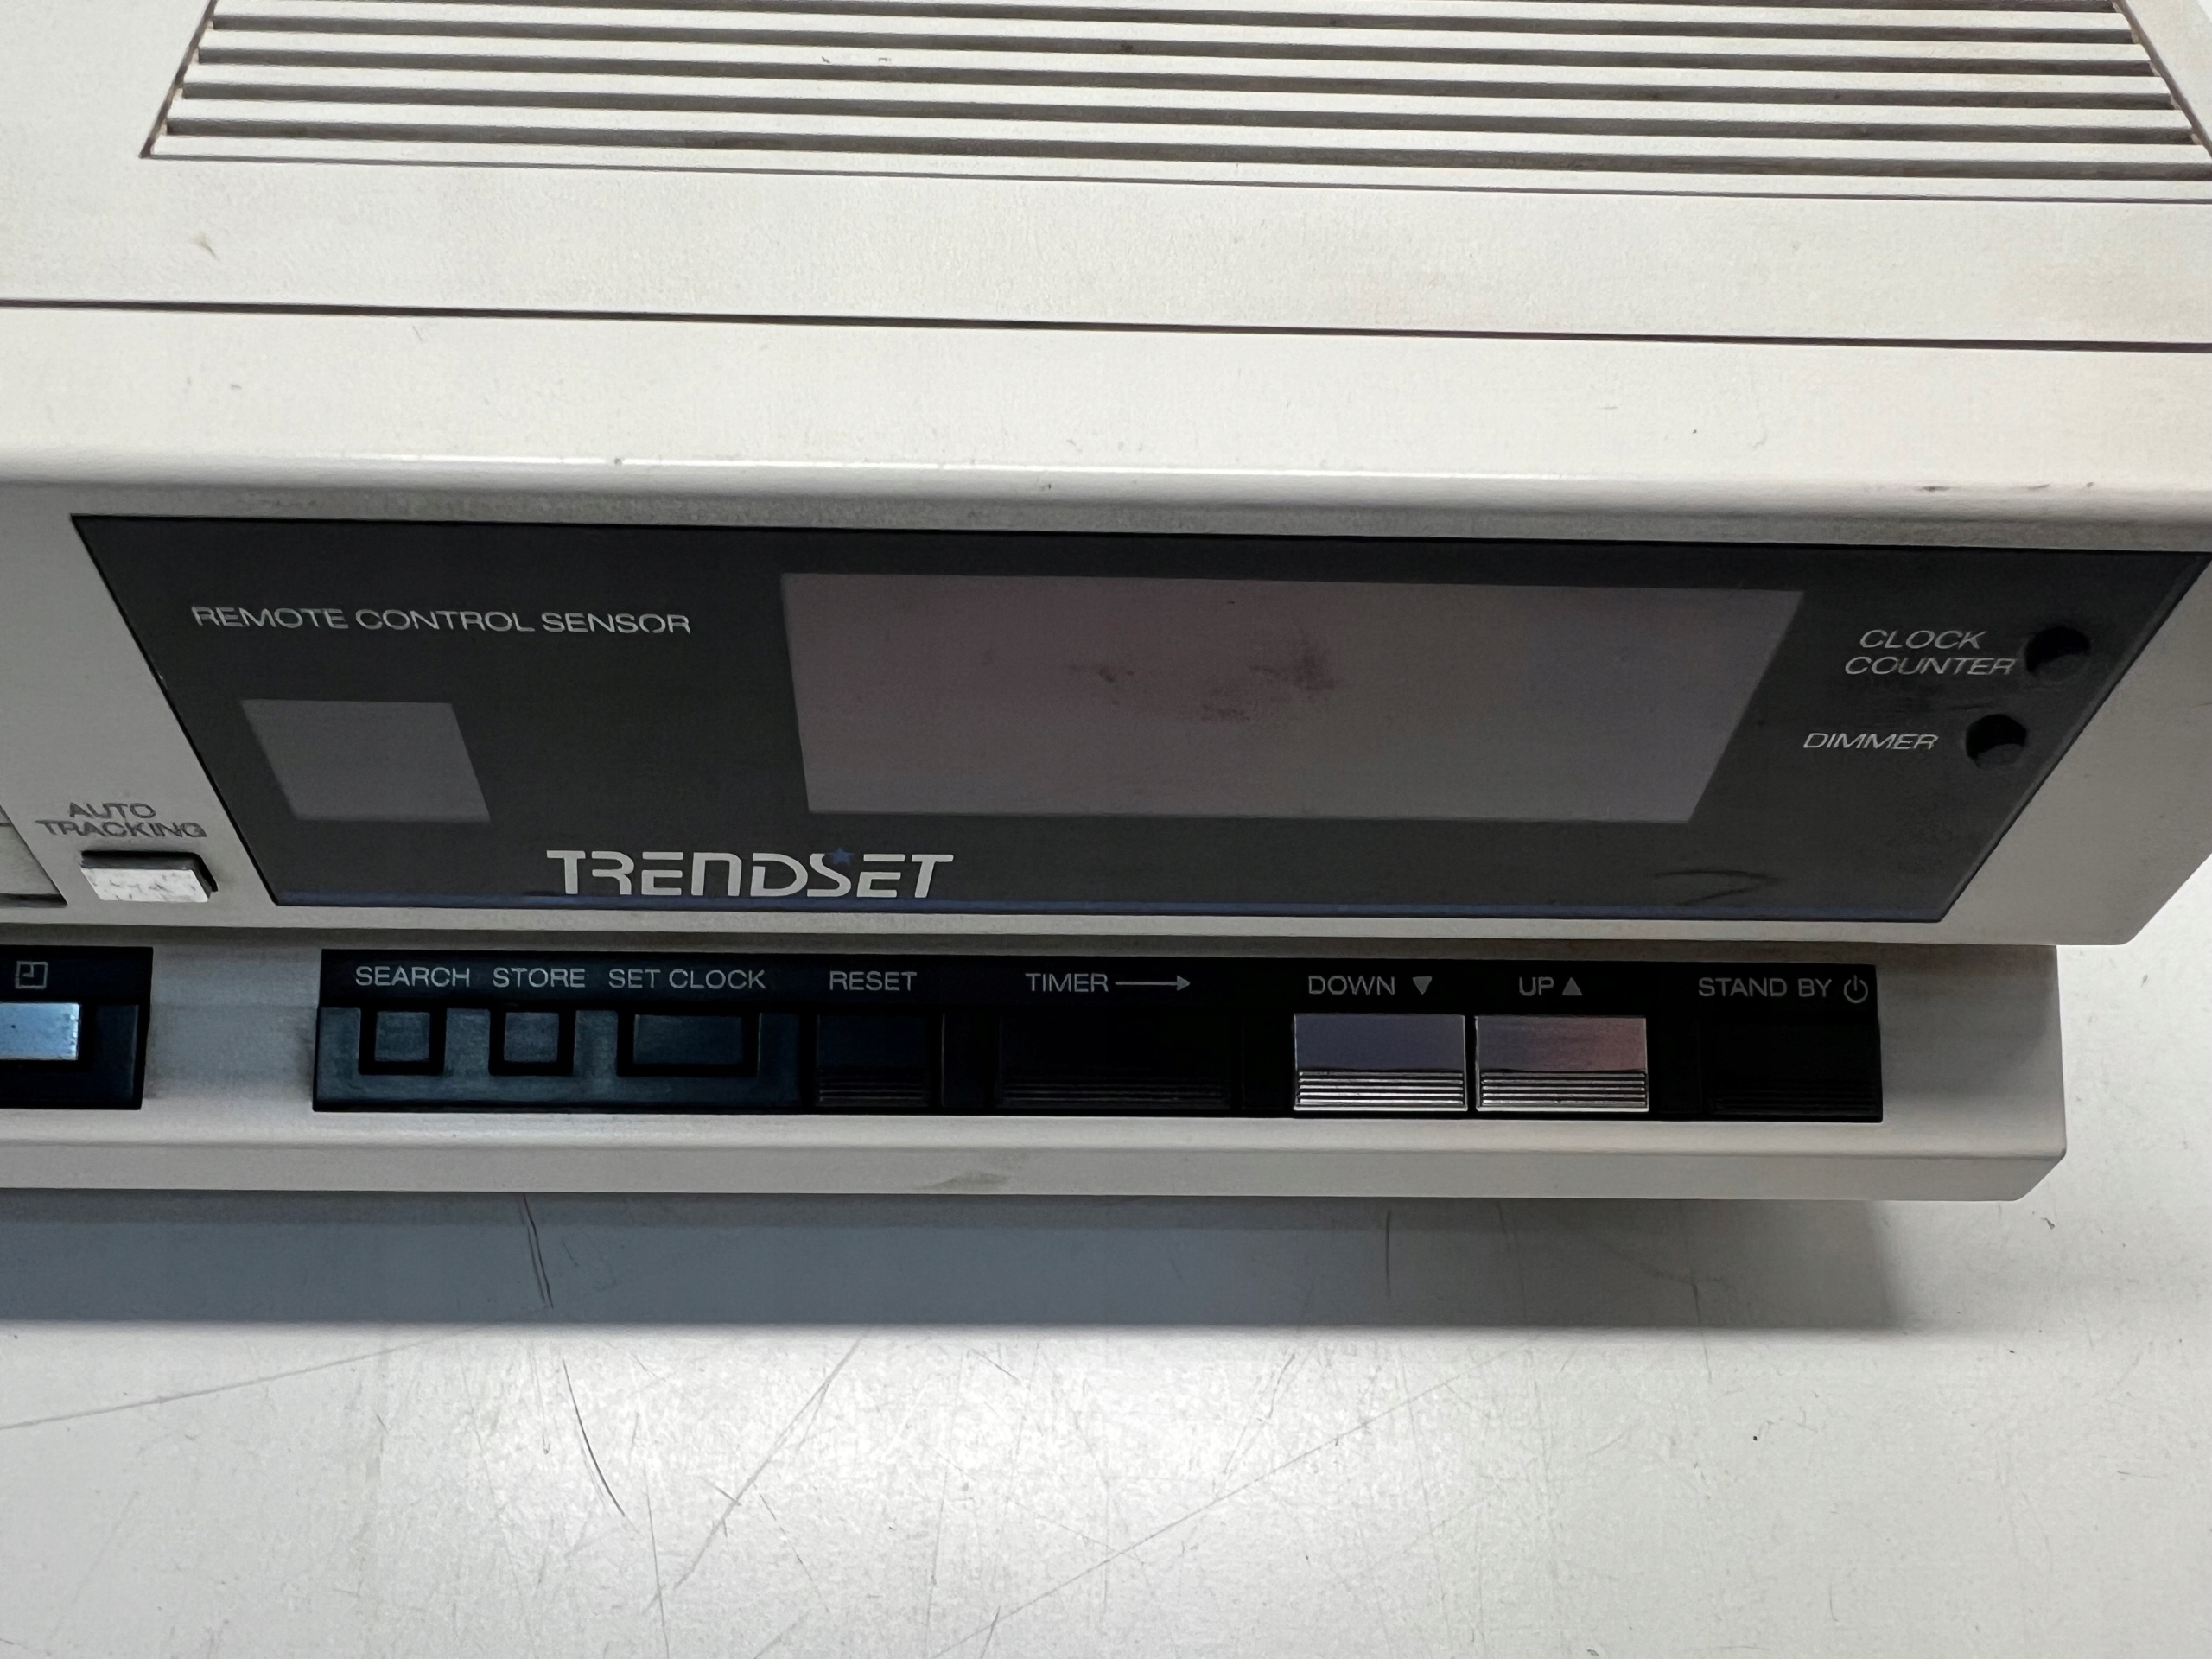 REMOTE CONTROL SENSOR
CLOCK
COUNTER
DIMMER
AUTO
TRACKING
TRENDSET
SEARCH STORE SET CLOCK RESET TIMER DOWN UP STAND BY